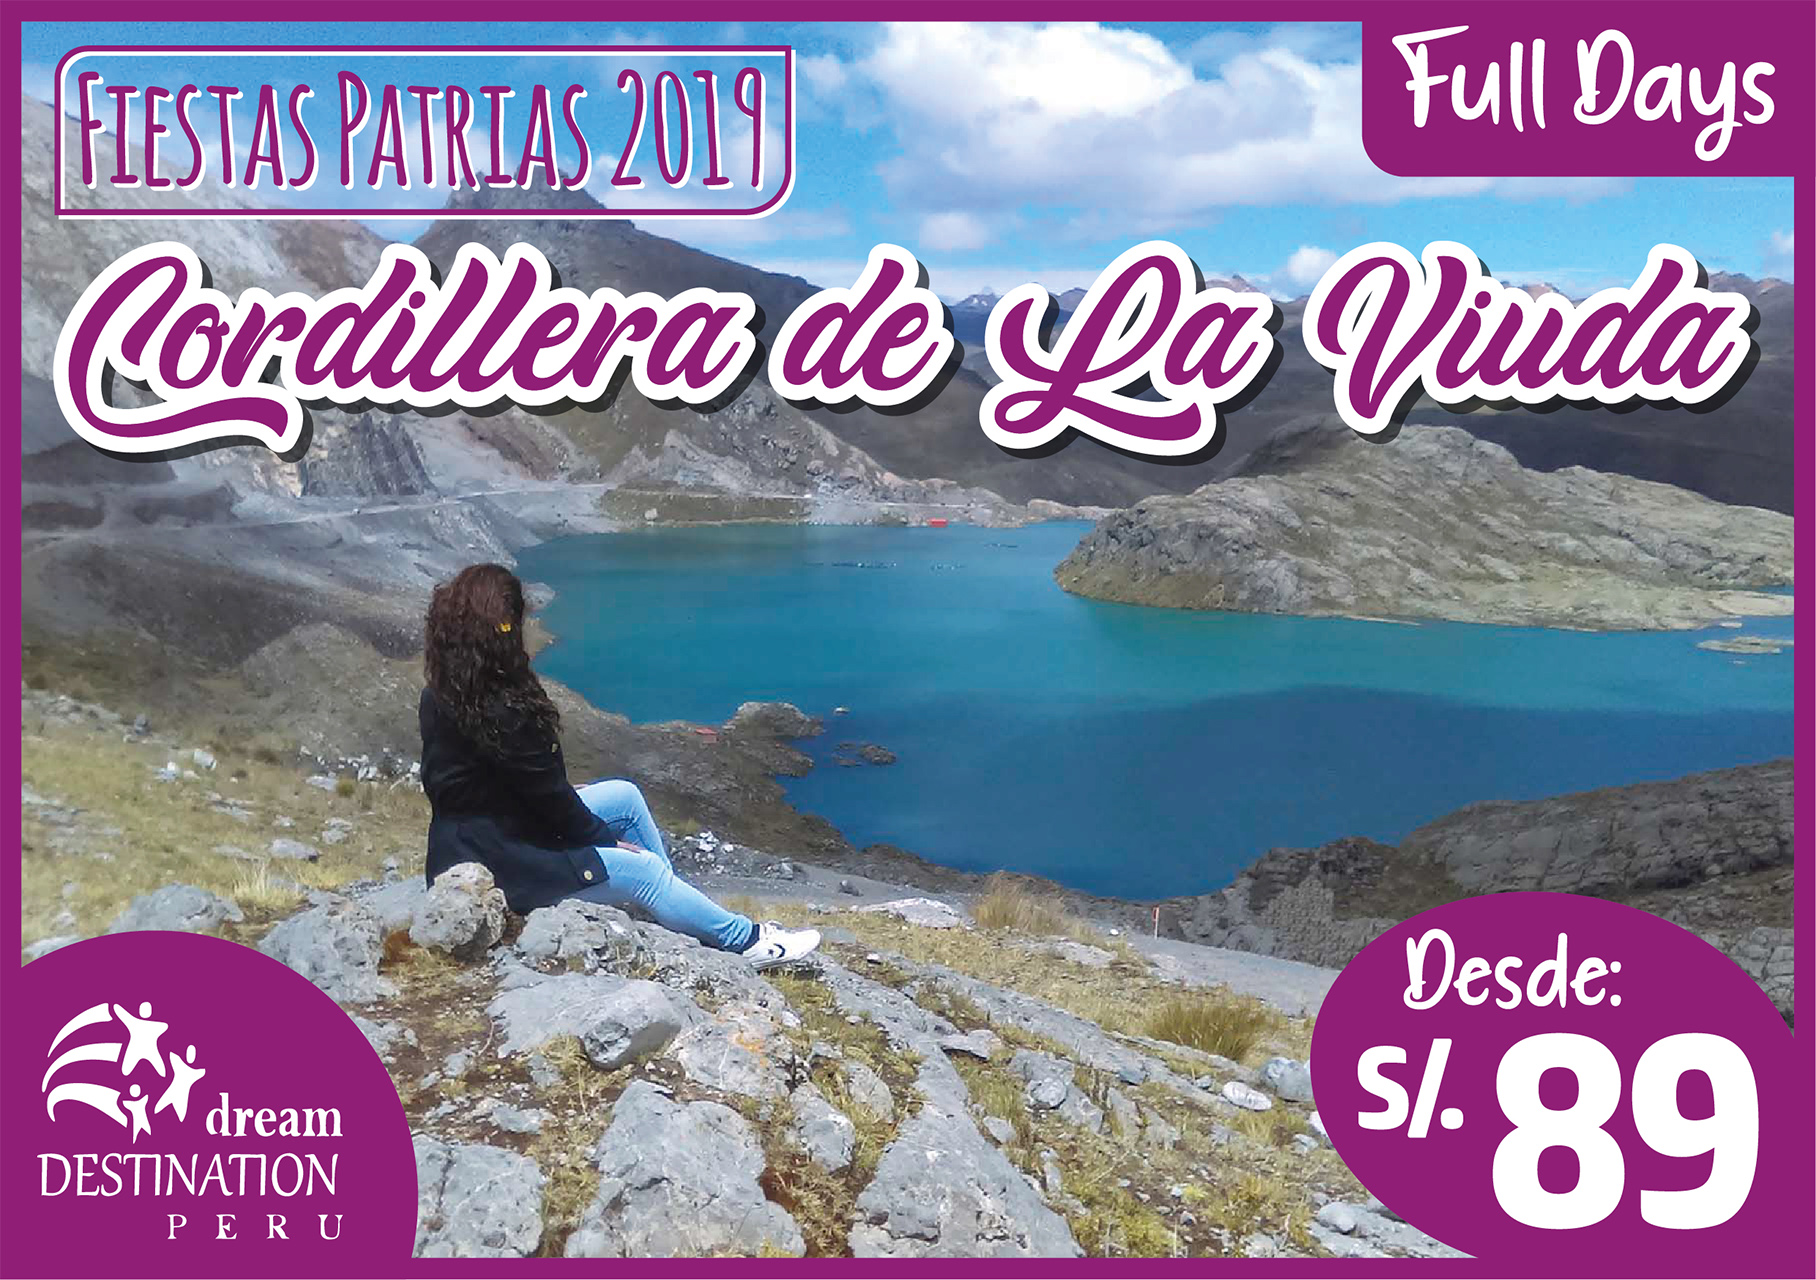 FIESTAS PATRIAS 2019
Full Days
Cordillera de La Viuda
Desde:
S/. 89
dream
DESTINATION
PERU